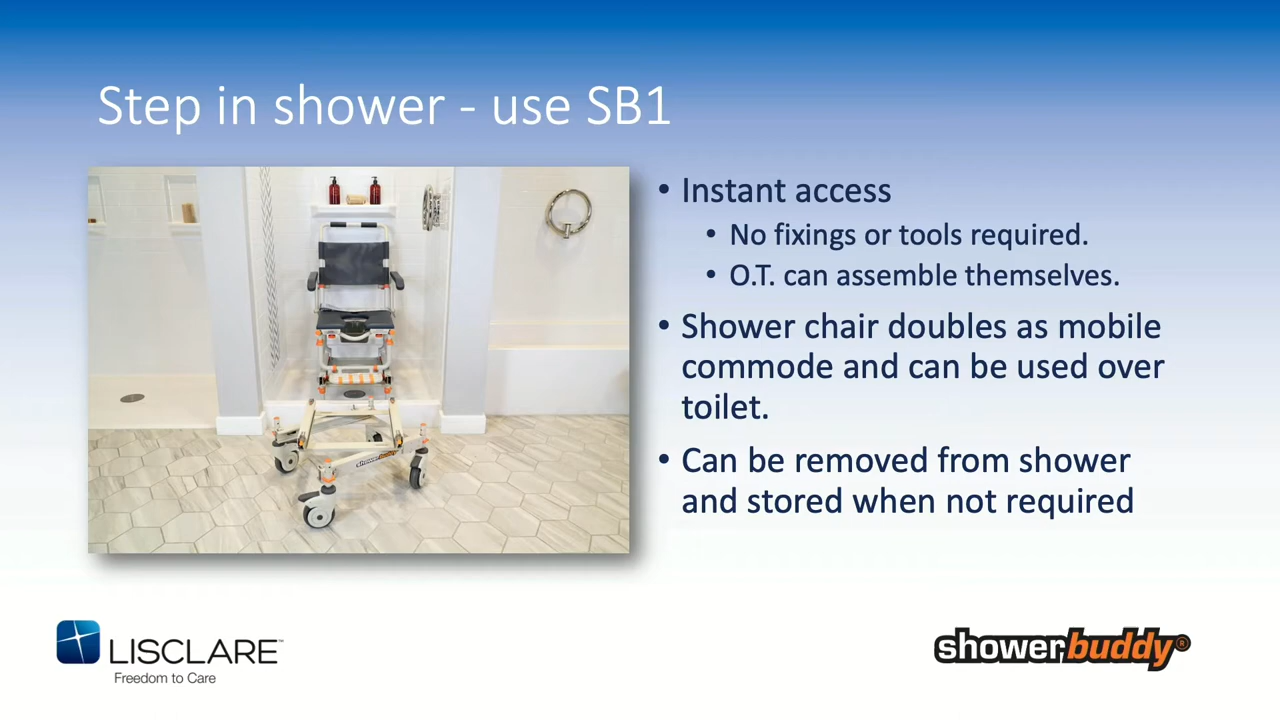 Step in shower - use SB1
• Instant access
• No fixings or tools required.
• O.T. can assemble themselves.
• Shower chair doubles as mobile
commode and can be used over
toilet.
• Can be removed from shower
and stored when not required
showerbuddy
LISCLARE™
Freedom to Care
showerbuddy®